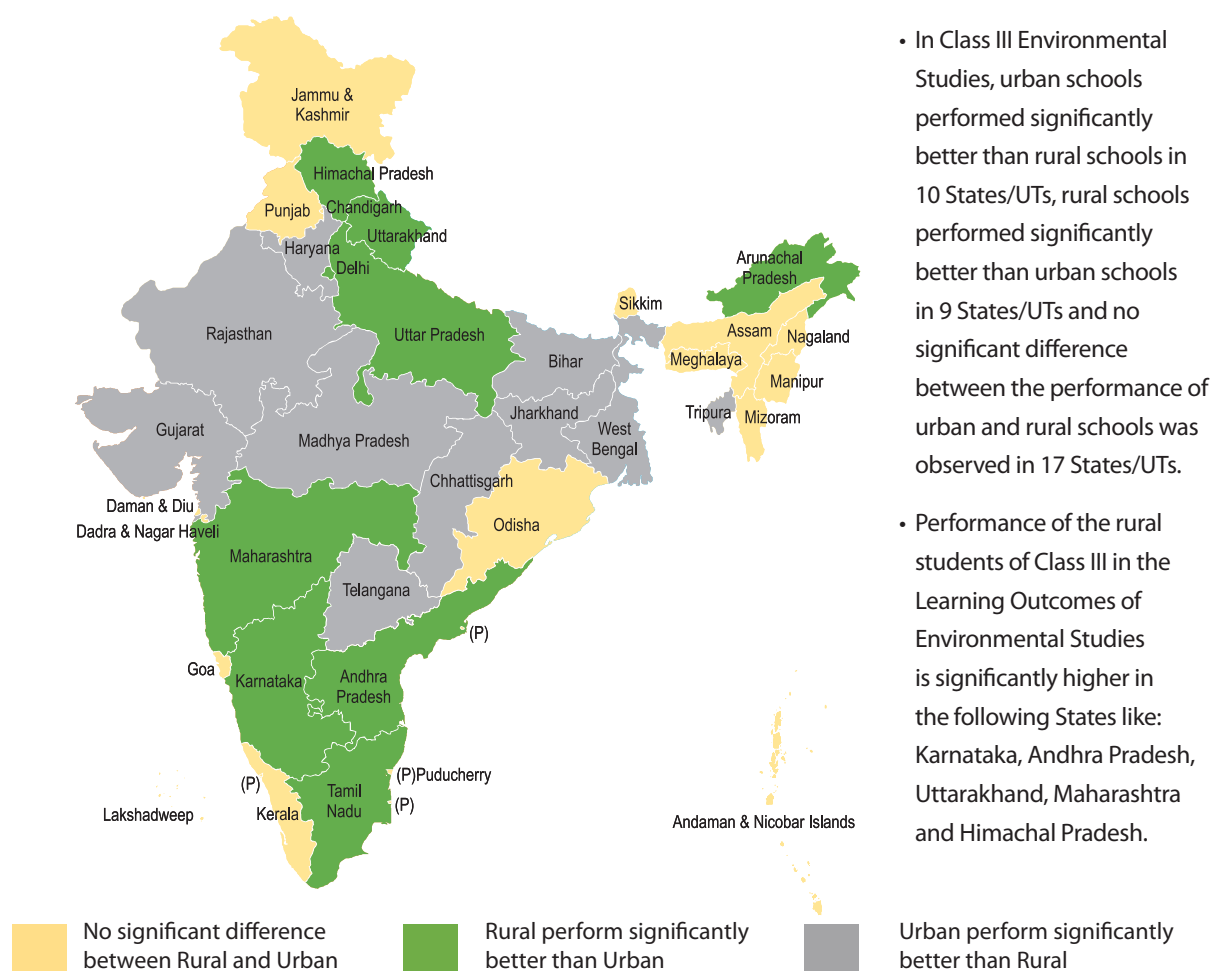 Jammu &
Kashmir
Himachal Pradesh
Punjab
Chandigarh
Uttarakhand
Haryana
Delhi
Arunachal
Pradesh
Sikkim
Rajasthan
Uttar Pradesh
Assam
Nagaland
Bihar
Meghalaya
Manipur
Jharkhand
Tripura
Mizoram
Gujarat
Madhya Pradesh
West
Bengal
Chhattisgarh
Daman & Diu
Odisha
Dadra & Nagar Haveli
Maharashtra
Telangana
(P)
Goa
Karnataka
Andhra
Pradesh
(P)
(P)Puducherry
Tamil
Nadu
(P)
Lakshadweep
Kerala
Andaman & Nicobar Islands
• In Class III Environmental
Studies, urban schools
performed significantly
better than rural schools in
10 States/UTs, rural schools
performed significantly
better than urban schools
in 9 States/UTs and no
significant difference
between the performance of
urban and rural schools was
observed in 17 States/UTs.
• Performance of the rural
students of Class III in the
Learning Outcomes of
Environmental Studies
is significantly higher in
the following States like:
Karnataka, Andhra Pradesh,
Uttarakhand, Maharashtra
and Himachal Pradesh.
No significant difference
between Rural and Urban
Rural perform significantly
better than Urban
Urban perform significantly
better than Rural